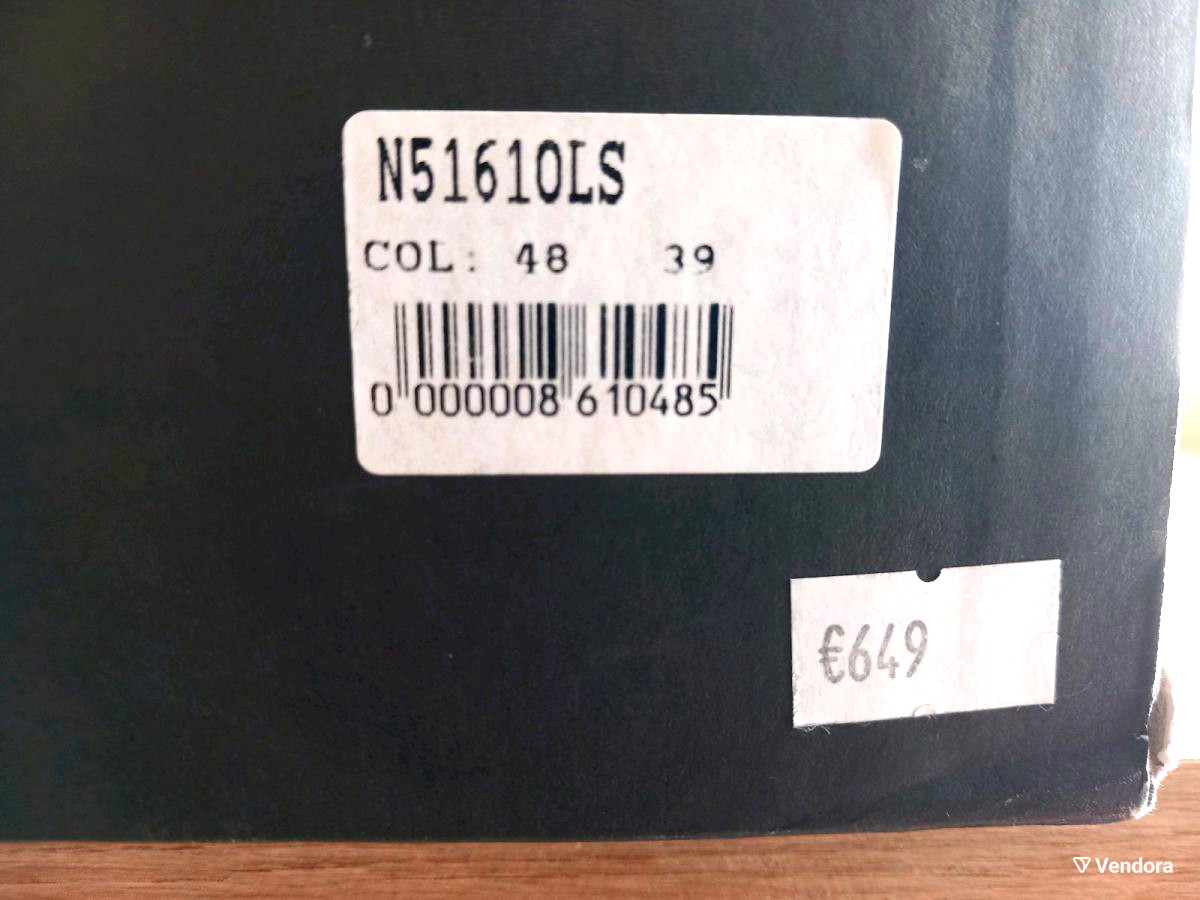 N51610LS
COL: 48 39
0 000008 610485
€649
Vendora